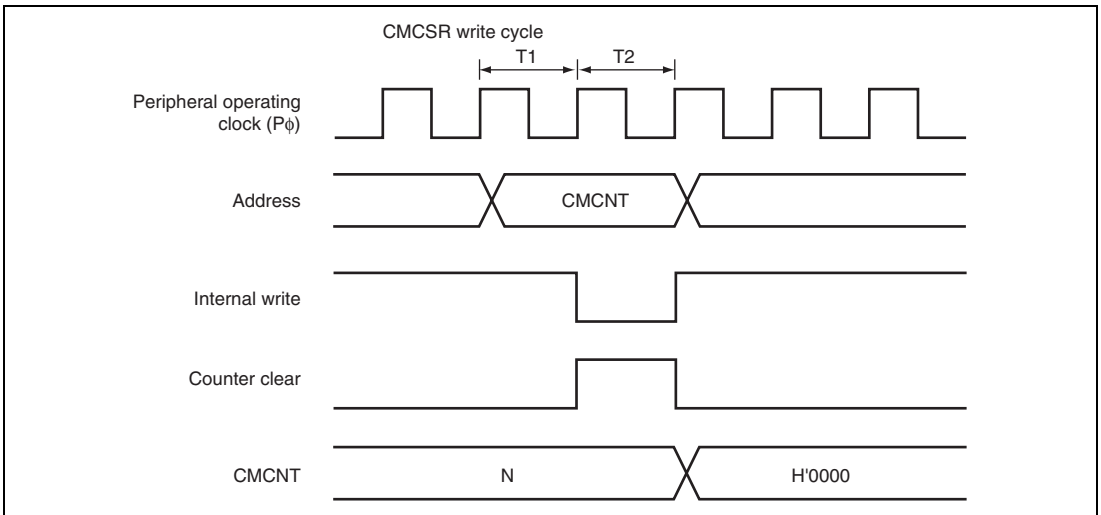 CMCSR write cycle
T1 T2
Peripheral operating
clock (Pϕ)
Address
CMCNT
Internal write
Counter clear
CMCNT
N
H'0000